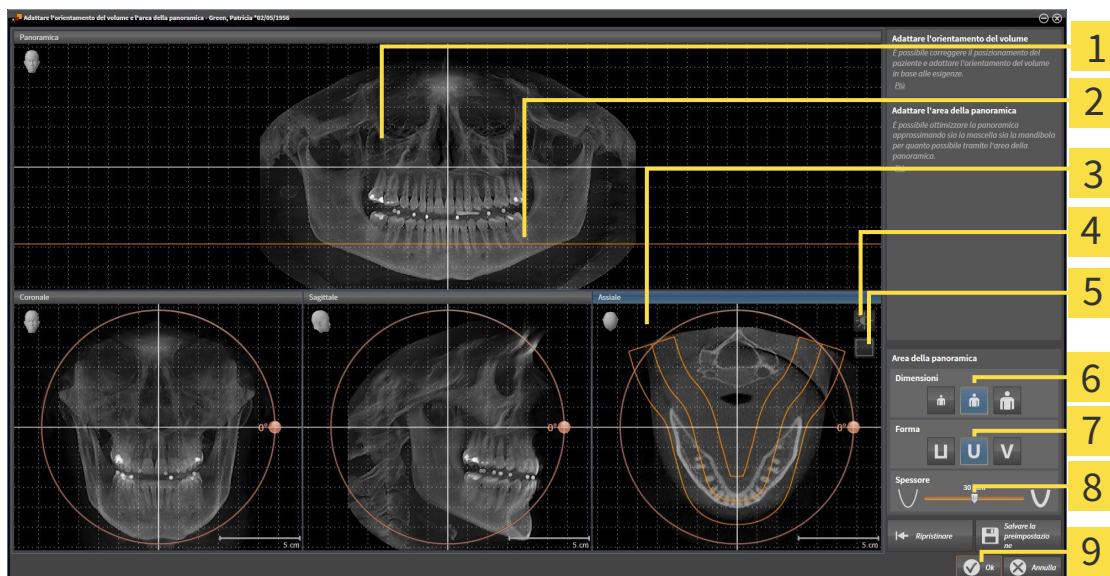 Adattare l'orientamento del volume e l'area della panoramica - Green, Patricia *02/05/1956
Panoramica
Adattare l'orientamento del volume
È possibile correggere il posizionamento del
paziente e adattare l'orientamento del volume
in base alle esigenze.
Più
Adattare l'area della panoramica
È possibile ottimizzare la panoramica
approssimando sia la mascella sia la mandibola
per quanto possibile tramite l'area della
panoramica.
1
2
3
4
5
Coronale
Sagittale
Assiale
0°
0°
0°
5 cm
5 cm
5 cm
Area della panoramica
Dimensioni
6
Forma
U
V
7
Spessore
30
8
Ripristinare
Salvare la
preimpostazio
ne
Ok
Annulla
9